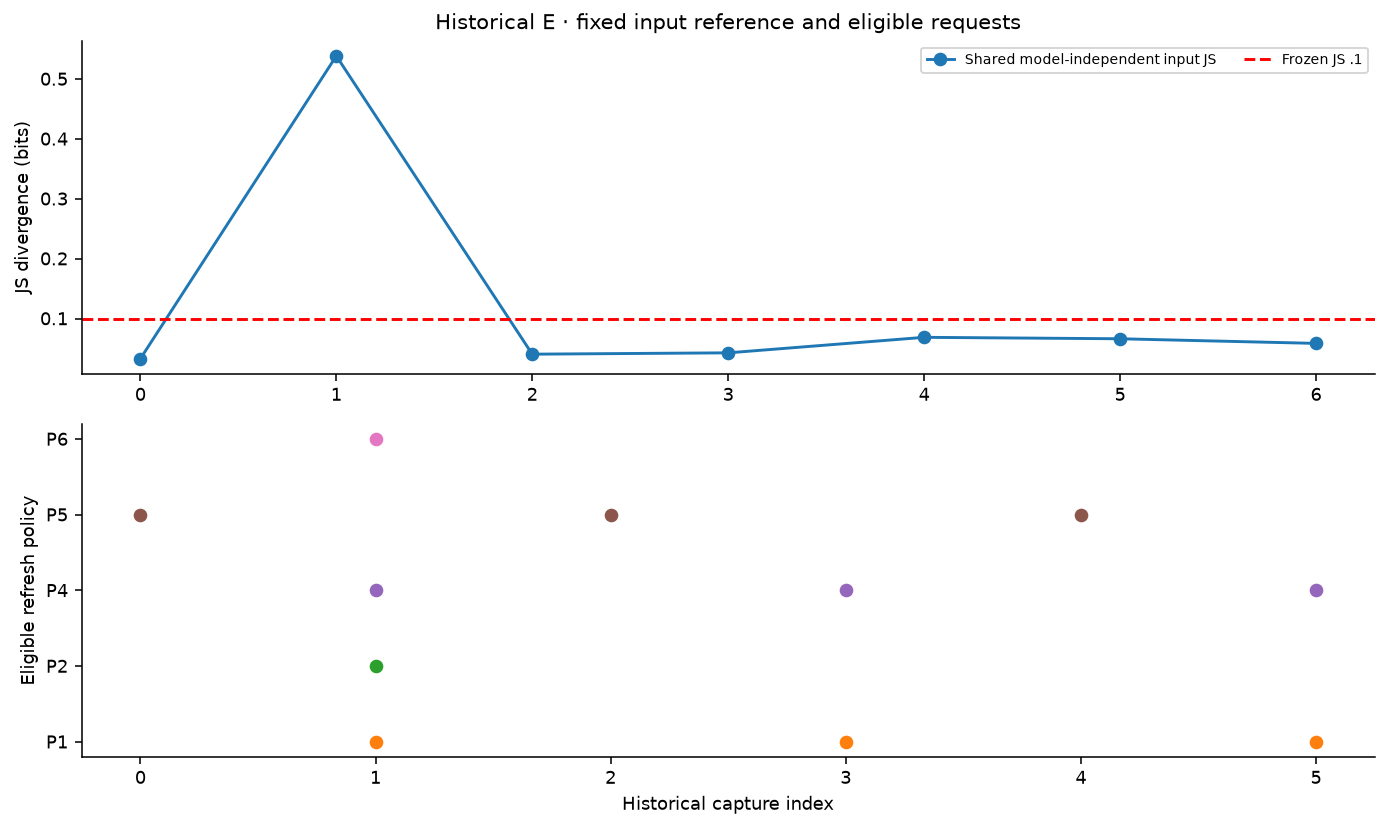 Historical E · fixed input reference and eligible requests
Shared model-independent input JS
Frozen JS .1
JS divergence (bits)
0.5
0.4
0.3
0.2
0.1
0 1 2 3 4 5 6
Eligible refresh policy
P6
P5
P4
P2
P1
0 1 2 3 4 5
Historical capture index